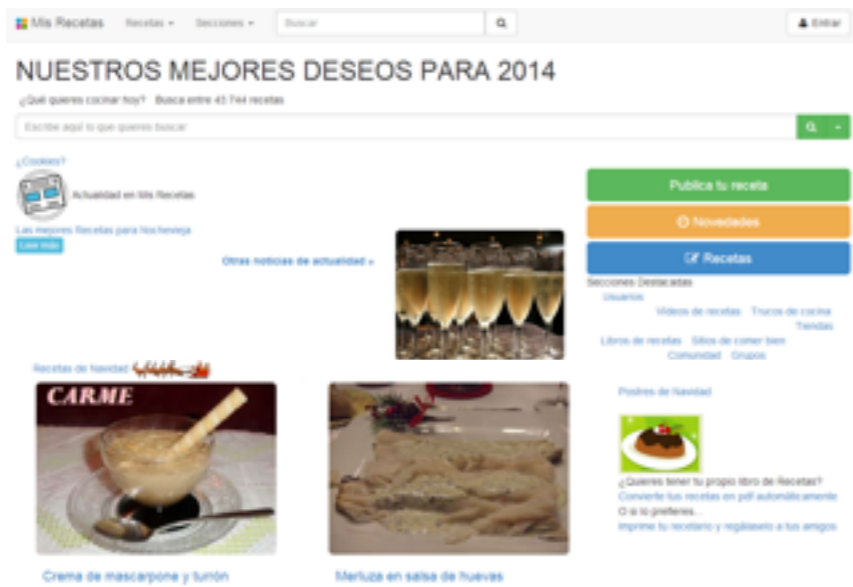 Mis Recetas Recetas Secciones Buscar Entrar
NUESTROS MEJORES DESEOS PARA 2014
¿Qué quieres cocinar hoy? Busca entre 43.744 recetas
Escribe aquí lo que quieres buscar
¿Cookies?
Actualidad en Mis Recetas
Las mejores Recetas para Nochevieja
Leer más
Otras noticias de actualidad »
Publica tu receta
Novedades
Recetas
Secciones Destacadas
Usuarios
Videos de recetas Trucos de cocina
Tiendas
Libros de recetas Sitios de comer bien
Comunidad Grupos
Recetas de Navidad
CARME
Crema de mascarpone y turrón
Merluza en salsa de huevas
Postres de Navidad
¿Quieres tener tu propio libro de Recetas?
Convierte tus recetas en pdf automáticamente
O si lo prefieres...
Imprime tu recetario y regálaselo a tus amigos